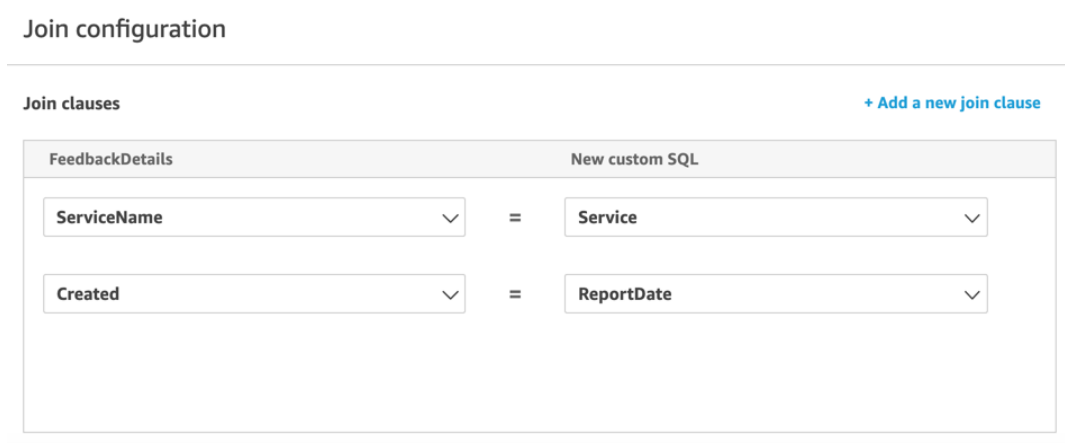 Join configuration
Join clauses + Add a new join clause
FeedbackDetails New custom SQL
ServiceName = Service
Created = ReportDate